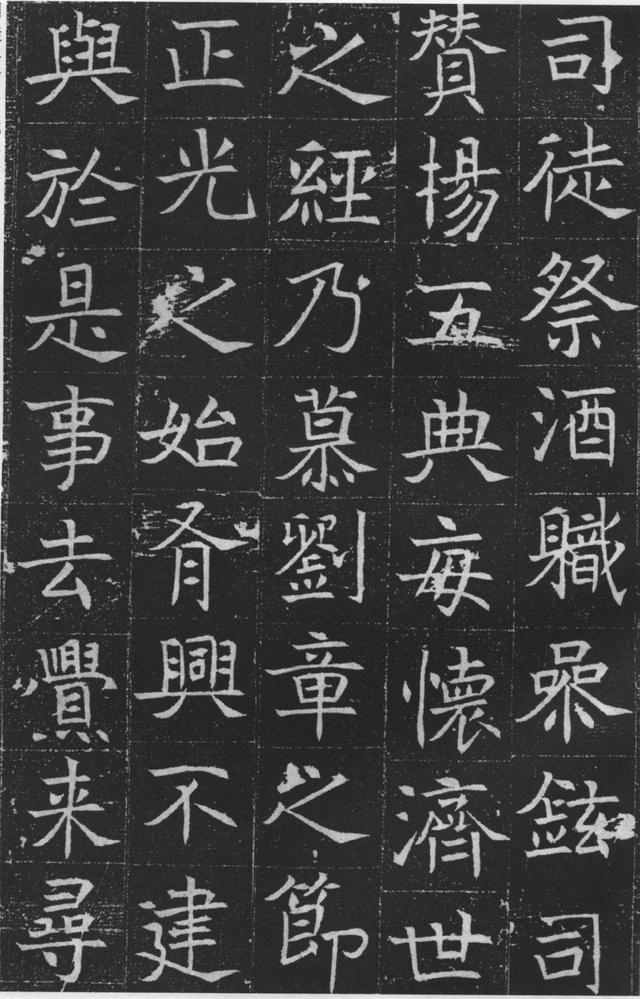 司徒祭酒職參鉉司
賛揚五典每懷濟世
之經乃慕劉章之節
正光之始肴興不建
與於是事去釁来尋